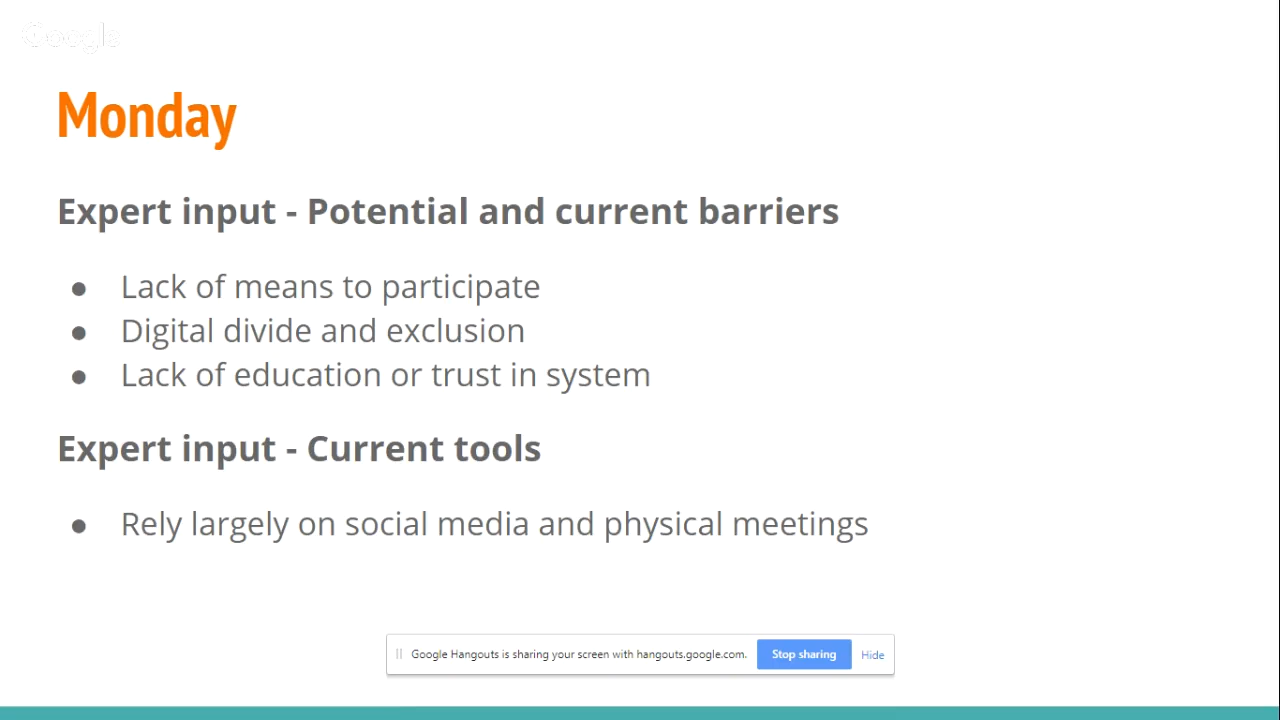 Google
Monday
Expert input - Potential and current barriers
● Lack of means to participate
● Digital divide and exclusion
● Lack of education or trust in system
Expert input - Current tools
● Rely largely on social media and physical meetings
Google Hangouts is sharing your screen with hangouts.google.com. Stop sharing Hide